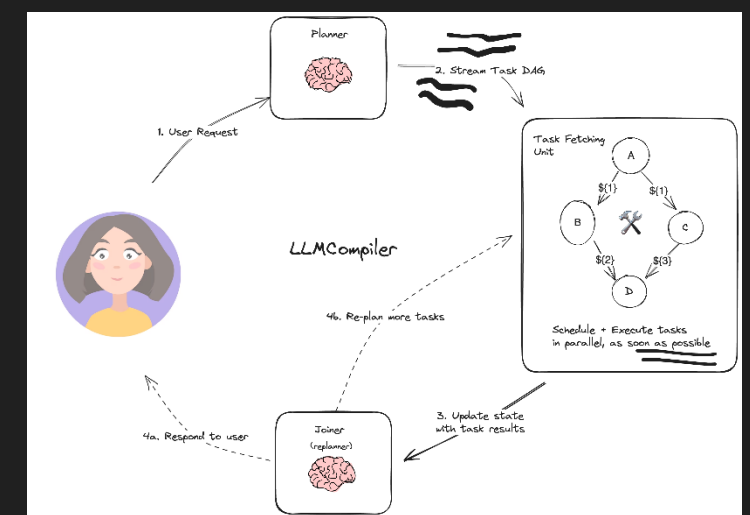 Planner
2. Stream Task DAG
1. User Request
Task Fetching
Unit
A
${1}
${1}
B
C
${2}
${3}
D
LLMCompiler
4b. Re-plan more tasks
Schedule + Execute tasks
in parallel, as soon as possible
3. Update state
with task results
Joiner
(replanner)
4a. Respond to user